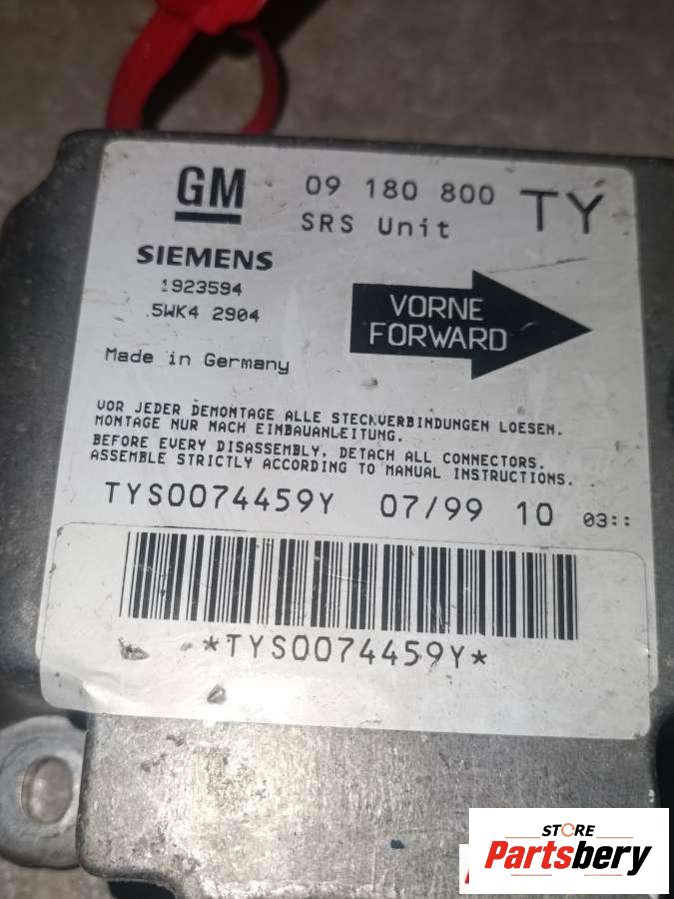 GM
09 180 800 TY
SRS Unit
SIEMENS
1923594
5WK4 2904
VORNE
FORWARD
Made in Germany
VOR JEDER DEMONTAGE ALLE STECKVERBINDUNGEN LOESEN.
MONTAGE NUR NACH EINBAUANLEITUNG.
BEFORE EVERY DISASSEMBLY, DETACH ALL CONNECTORS.
ASSEMBLE STRICTLY ACCORDING TO MANUAL INSTRUCTIONS.
TYS0074459Y 07/99 10 03::
*TYS0074459Y*
STORE
Partsbery